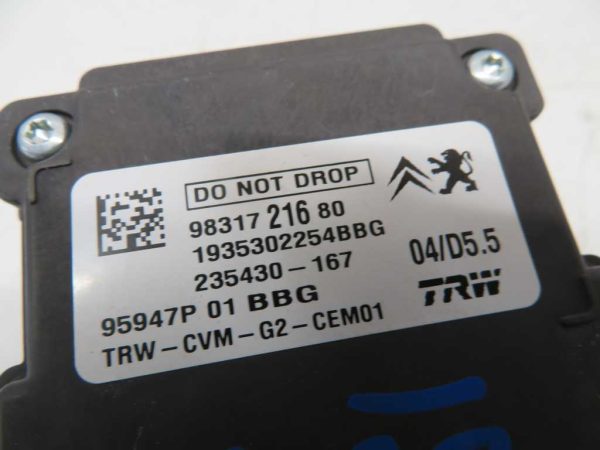 DO NOT DROP
98317 216 80
1935302254BBG
235430-167
04/D5.5
95947P 01 BBG
TRW
TRW-CVM-G2-CEM01